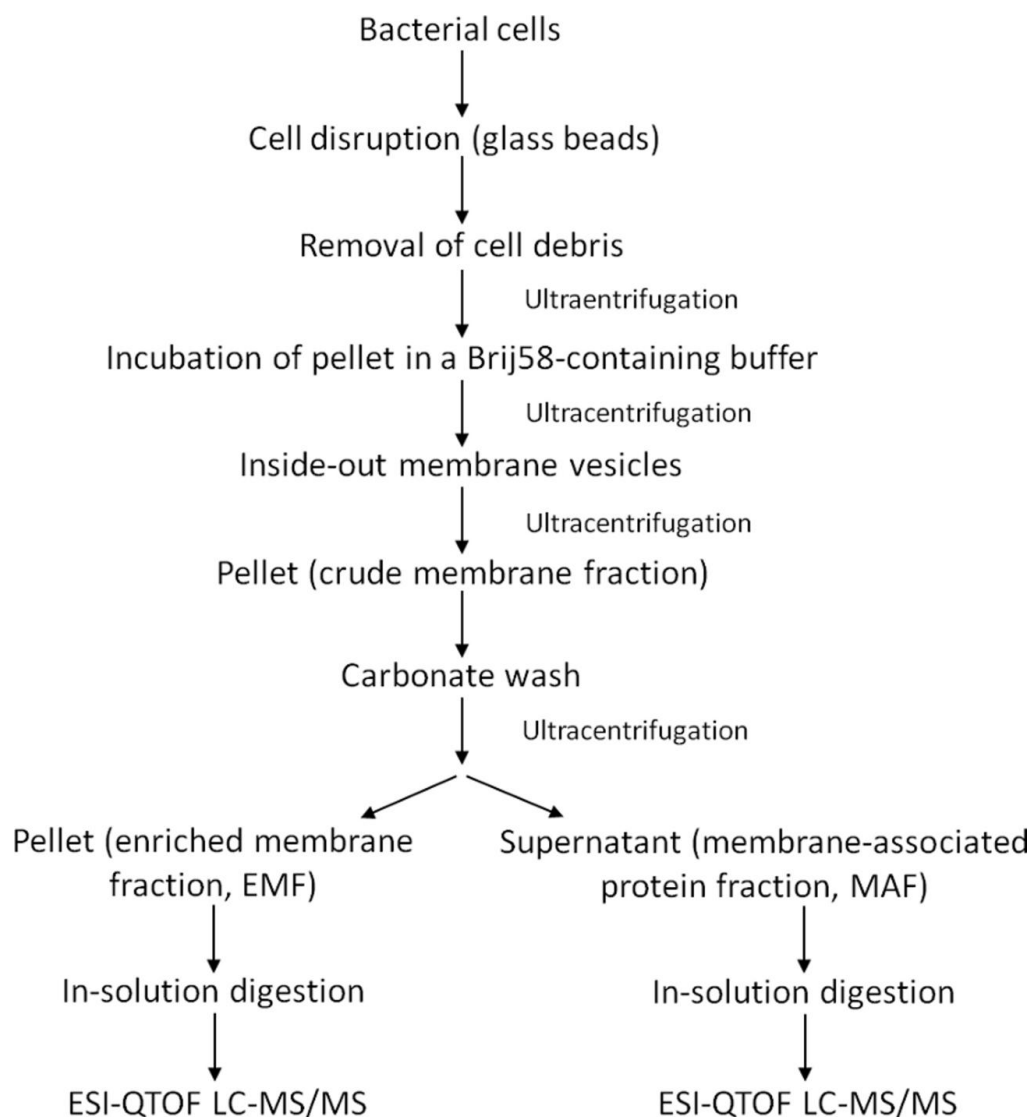 Bacterial cells
Cell disruption (glass beads)
Removal of cell debris
Ultraentrifugation
Incubation of pellet in a Brij58-containing buffer
Ultracentrifugation
Inside-out membrane vesicles
Ultracentrifugation
Pellet (crude membrane fraction)
Carbonate wash
Ultracentrifugation
Pellet (enriched membrane
fraction, EMF)
Supernatant (membrane-associated
protein fraction, MAF)
In-solution digestion
In-solution digestion
ESI-QTOF LC-MS/MS
ESI-QTOF LC-MS/MS